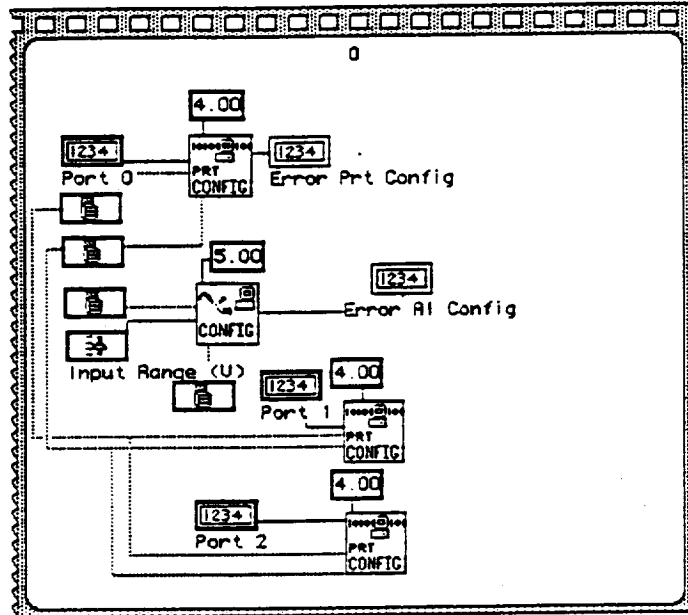 0
4.00
1234
PRT
CONFIG
1234
Port 0
Error Prt Config
5.00
1234
CONFIG
Error AI Config
Input Range (V)
4.00
1234
Port 1
PRT
CONFIG
4.00
1234
Port 2
PRT
CONFIG